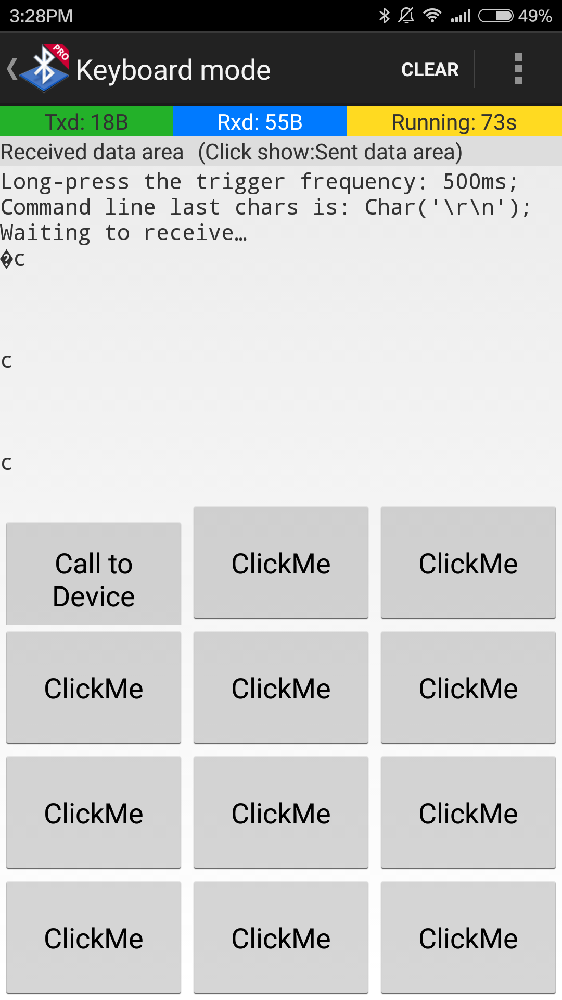 3:28PM
49%
PRO
Keyboard mode
CLEAR
Txd: 18B
Rxd: 55B
Running: 73s
Received data area (Click show:Sent data area)
Long-press the trigger frequency: 500ms;
Command line last chars is: Char('\r\n');
Waiting to receive…
�c
c
c
Call to
Device
ClickMe
ClickMe
ClickMe
ClickMe
ClickMe
ClickMe
ClickMe
ClickMe
ClickMe
ClickMe
ClickMe